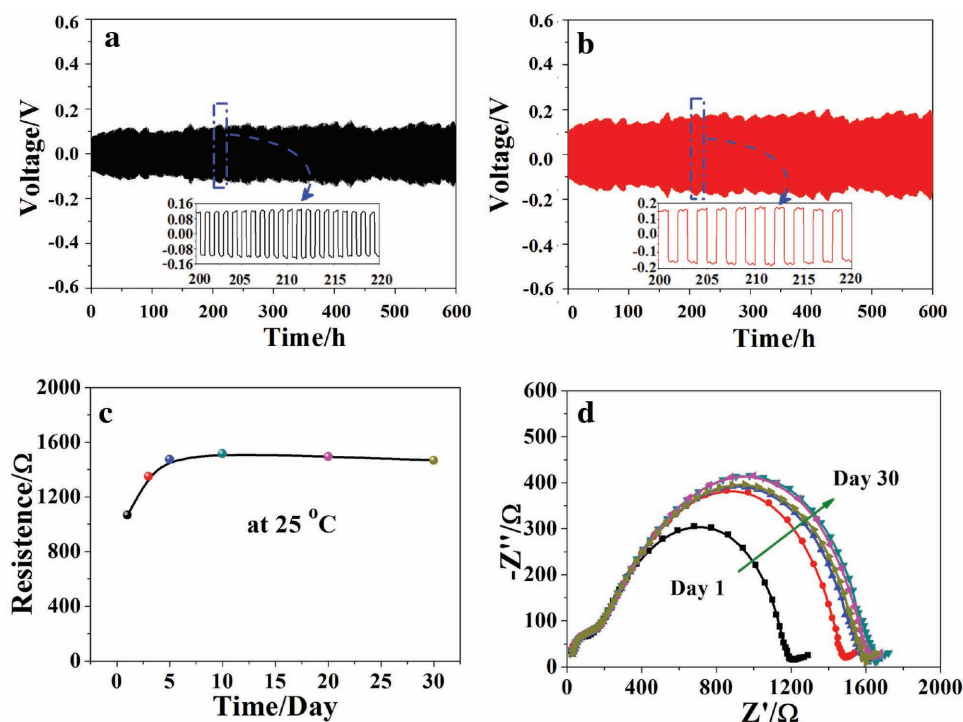 a
Voltage/V
0.6
0.4
0.2
0.0
-0.2
-0.4
-0.6
0.16
0.08
0.00
-0.08
-0.16
200 205 210 215 220
0 100 200 300 400 500 600
Time/h
b
Voltage/V
0.6
0.4
0.2
0.0
-0.2
-0.4
-0.6
0.2
0.1
0.0
-0.1
-0.2
200 205 210 215 220
0 100 200 300 400 500 600
Time/h
c
Resistence/Ω
2000
1600
1200
800
400
0
at 25 °C
0 5 10 15 20 25 30
Time/Day
d
-Z''/Ω
600
500
400
300
200
100
0
Day 30
Day 1
0 400 800 1200 1600 2000
Z'/Ω